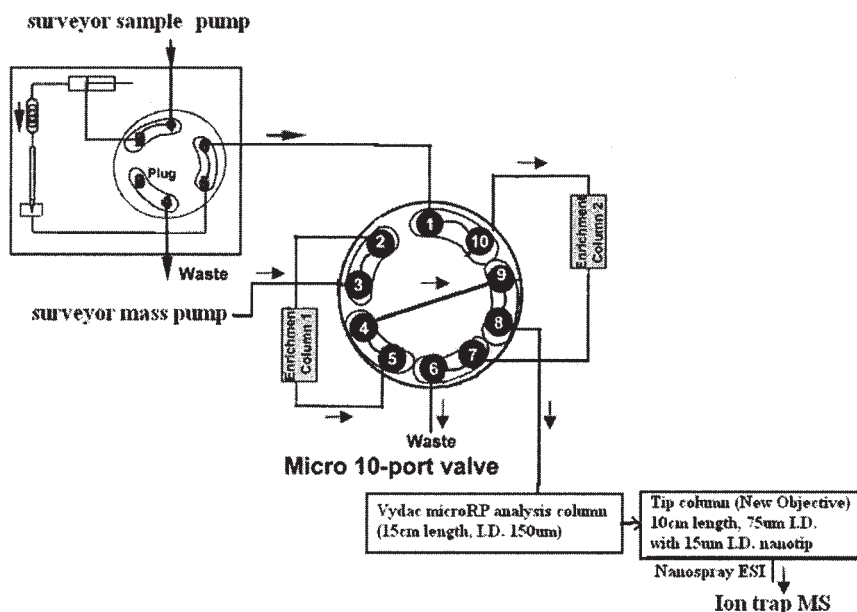 surveyor sample pump
Plug
Waste
surveyor mass pump
Enrichment
Column 1
Enrichment
Column 2
1
2
3
4
5
6
7
8
9
10
Waste
Micro 10-port valve
Vydac microRP analysis column
(15cm length, I.D. 150um)
Tip column (New Objective)
10cm length, 75um I.D.
with 15um I.D. nanotip
Nanospray ESI
Ion trap MS